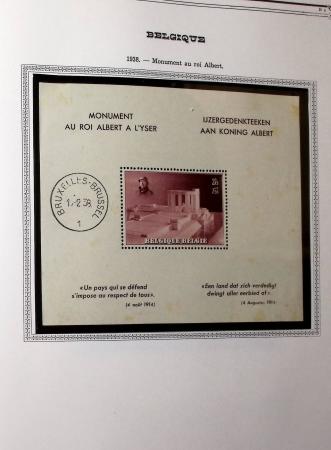 BELGIQUE
1938. — Monument au roi Albert.
MONUMENT
AU ROI ALBERT A L'YSER
IJZERGEDENKTEEKEN
AAN KONING ALBERT
BRUXELLES-BRUSSEL
1
BELGIQUE BELGIE
«Un pays qui se défend
s'impose au respect de tous».
(4 août 1914)
«Een land dat zich verdedigt
dwingt aller eerbied af».
(4 Augustus 1914)